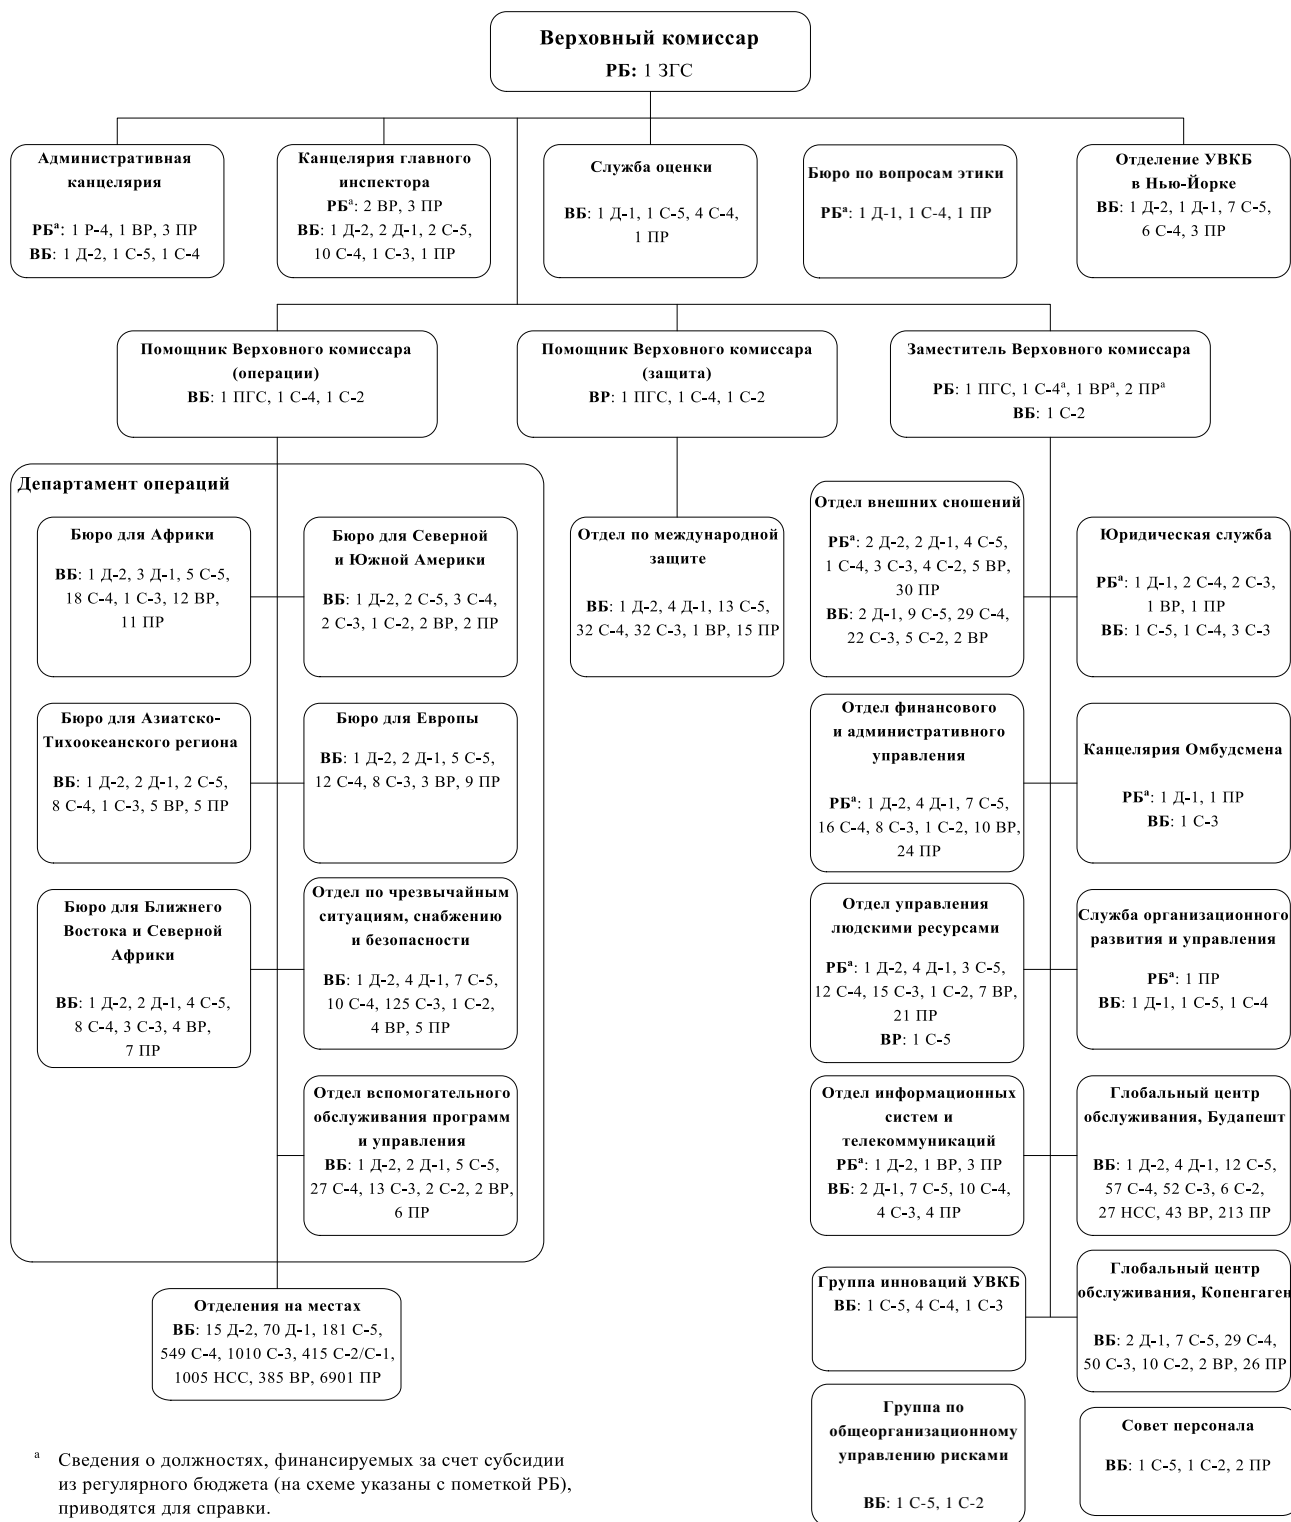 Верховный комиссар
РБ: 1 ЗГС
Административная
канцелярия
РБª: 1 Р-4, 1 ВР, 3 ПР
ВБ: 1 Д-2, 1 С-5, 1 С-4
Канцелярия главного
инспектора
РБª: 2 ВР, 3 ПР
ВБ: 1 Д-2, 2 Д-1, 2 С-5,
10 С-4, 1 С-3, 1 ПР
Служба оценки
ВБ: 1 Д-1, 1 С-5, 4 С-4,
1 ПР
Бюро по вопросам этики
РБª: 1 Д-1, 1 С-4, 1 ПР
Отделение УВКБ
в Нью-Йорке
ВБ: 1 Д-2, 1 Д-1, 7 С-5,
6 С-4, 3 ПР
Помощник Верховного комиссара
(операции)
ВБ: 1 ПГС, 1 С-4, 1 С-2
Помощник Верховного комиссара
(защита)
ВР: 1 ПГС, 1 С-4, 1 С-2
Заместитель Верховного комиссара
РБ: 1 ПГС, 1 С-4ª, 1 ВРª, 2 ПРª
ВБ: 1 С-2
Департамент операций
Бюро для Африки
ВБ: 1 Д-2, 3 Д-1, 5 С-5,
18 С-4, 1 С-3, 12 ВР,
11 ПР
Бюро для Северной
и Южной Америки
ВБ: 1 Д-2, 2 С-5, 3 С-4,
2 С-3, 1 С-2, 2 ВР, 2 ПР
Бюро для Азиатско-
Тихоокеанского региона
ВБ: 1 Д-2, 2 Д-1, 2 С-5,
8 С-4, 1 С-3, 5 ВР, 5 ПР
Бюро для Европы
ВБ: 1 Д-2, 2 Д-1, 5 С-5,
12 С-4, 8 С-3, 3 ВР, 9 ПР
Бюро для Ближнего
Востока и Северной
Африки
ВБ: 1 Д-2, 2 Д-1, 4 С-5,
8 С-4, 3 С-3, 4 ВР,
7 ПР
Отдел по чрезвычайным
ситуациям, снабжению
и безопасности
ВБ: 1 Д-2, 4 Д-1, 7 С-5,
10 С-4, 125 С-3, 1 С-2,
4 ВР, 5 ПР
Отдел вспомогательного
обслуживания программ
и управления
ВБ: 1 Д-2, 2 Д-1, 5 С-5,
27 С-4, 13 С-3, 2 С-2, 2 ВР,
6 ПР
Отделения на местах
ВБ: 15 Д-2, 70 Д-1, 181 С-5,
549 С-4, 1010 С-3, 415 С-2/С-1,
1005 НСС, 385 ВР, 6901 ПР
Отдел по международной
защите
ВБ: 1 Д-2, 4 Д-1, 13 С-5,
32 С-4, 32 С-3, 1 ВР, 15 ПР
Отдел внешних сношений
РБª: 2 Д-2, 2 Д-1, 4 С-5,
1 С-4, 3 С-3, 4 С-2, 5 ВР,
30 ПР
ВБ: 2 Д-1, 9 С-5, 29 С-4,
22 С-3, 5 С-2, 2 ВР
Юридическая служба
РБª: 1 Д-1, 2 С-4, 2 С-3,
1 ВР, 1 ПР
ВБ: 1 С-5, 1 С-4, 3 С-3
Отдел финансового
и административного
управления
РБª: 1 Д-2, 4 Д-1, 7 С-5,
16 С-4, 8 С-3, 1 С-2, 10 ВР,
24 ПР
Канцелярия Омбудсмена
РБª: 1 Д-1, 1 ПР
ВБ: 1 С-3
Отдел управления
людскими ресурсами
РБª: 1 Д-2, 4 Д-1, 3 С-5,
12 С-4, 15 С-3, 1 С-2, 7 ВР,
21 ПР
ВР: 1 С-5
Служба организационного
развития и управления
РБª: 1 ПР
ВБ: 1 Д-1, 1 С-5, 1 С-4
Отдел информационных
систем и
телекоммуникаций
РБª: 1 Д-2, 1 ВР, 3 ПР
ВБ: 2 Д-1, 7 С-5, 10 С-4,
4 С-3, 4 ПР
Глобальный центр
обслуживания, Будапешт
ВБ: 1 Д-2, 4 Д-1, 12 С-5,
57 С-4, 52 С-3, 6 С-2,
27 НСС, 43 ВР, 213 ПР
Группа инноваций УВКБ
ВБ: 1 С-5, 4 С-4, 1 С-3
Глобальный центр
обслуживания, Копенгаген
ВБ: 2 Д-1, 7 С-5, 29 С-4,
50 С-3, 10 С-2, 2 ВР, 26 ПР
Группа по
общеорганизационному
управлению рисками
ВБ: 1 С-5, 1 С-2
Совет персонала
ВБ: 1 С-5, 1 С-2, 2 ПР
ª Сведения о должностях, финансируемых за счет субсидии
из регулярного бюджета (на схеме указаны с пометкой РБ),
приводятся для справки.